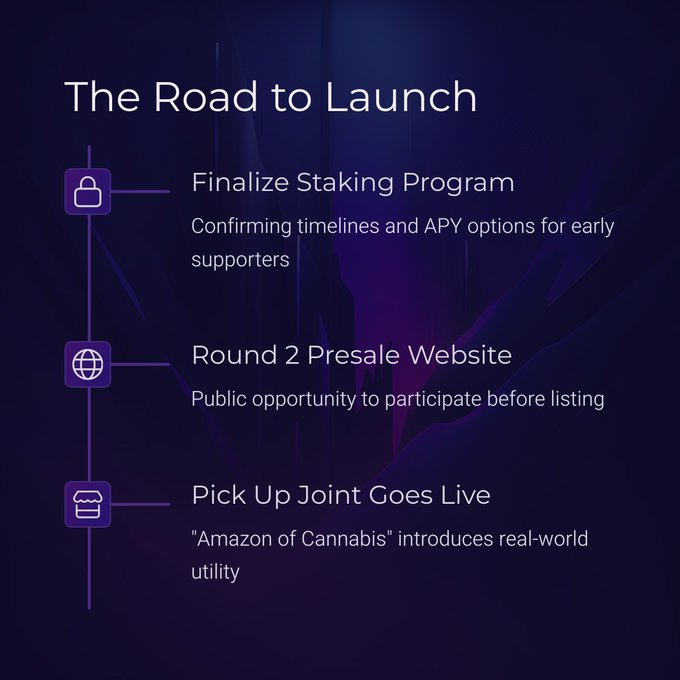 The Road to Launch
Finalize Staking Program
Confirming timelines and APY options for early
supporters
Round 2 Presale Website
Public opportunity to participate before listing
Pick Up Joint Goes Live
"Amazon of Cannabis" introduces real-world
utility